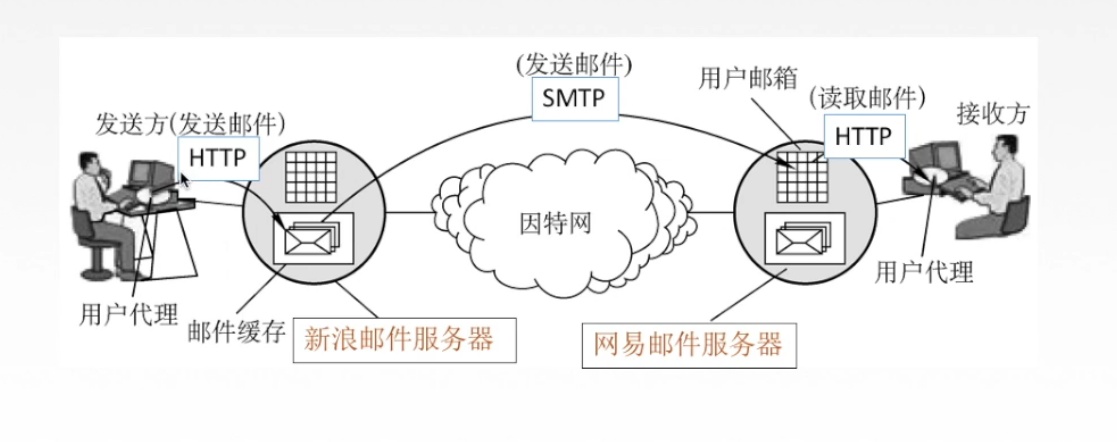 (发送邮件)
SMTP
用户邮箱
(读取邮件)
HTTP
接收方
发送方(发送邮件)
HTTP
因特网
用户代理
用户代理
邮件缓存
新浪邮件服务器
网易邮件服务器